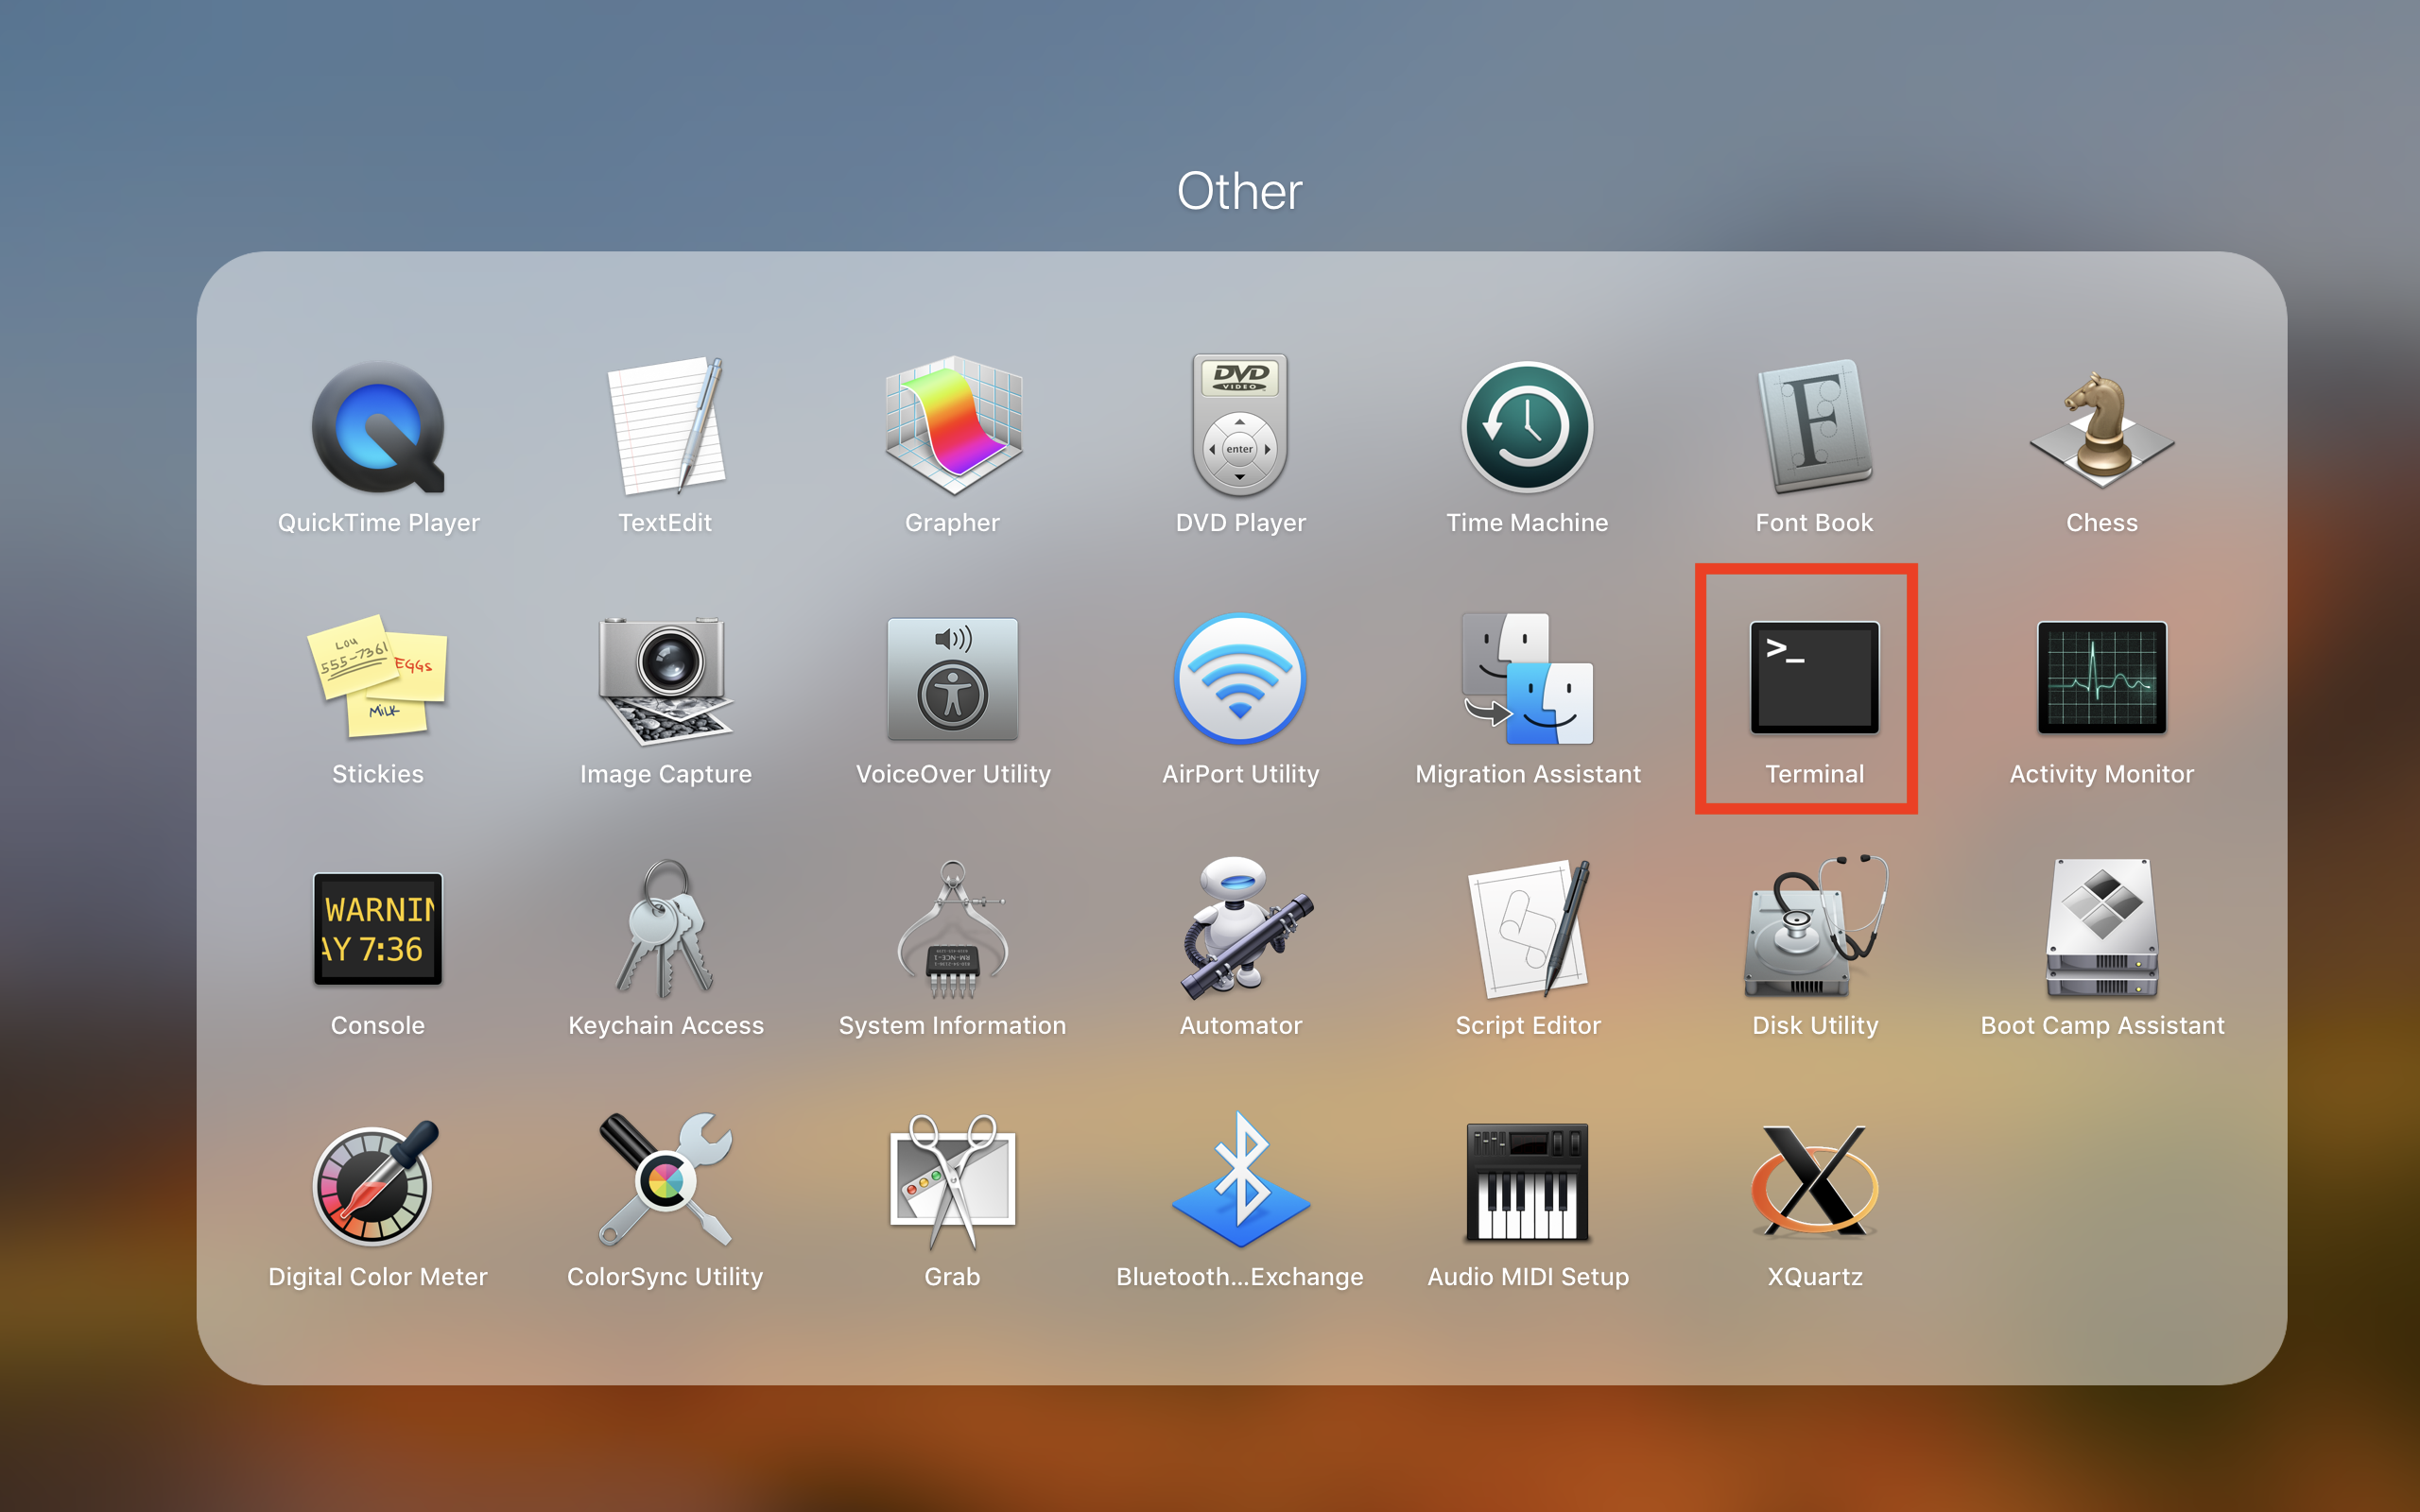 Other
DVD
VIDEO
enter
F
QuickTime Player
TextEdit
Grapher
DVD Player
Time Machine
Font Book
Chess
Lou
555-7361
EGGs
MiLK
>_
Stickies
Image Capture
VoiceOver Utility
AirPort Utility
Migration Assistant
Terminal
Activity Monitor
WARNIN
AY 7:36
RM-NCE-1
Console
Keychain Access
System Information
Automator
Script Editor
Disk Utility
Boot Camp Assistant
Digital Color Meter
ColorSync Utility
Grab
Bluetooth...Exchange
Audio MIDI Setup
XQuartz